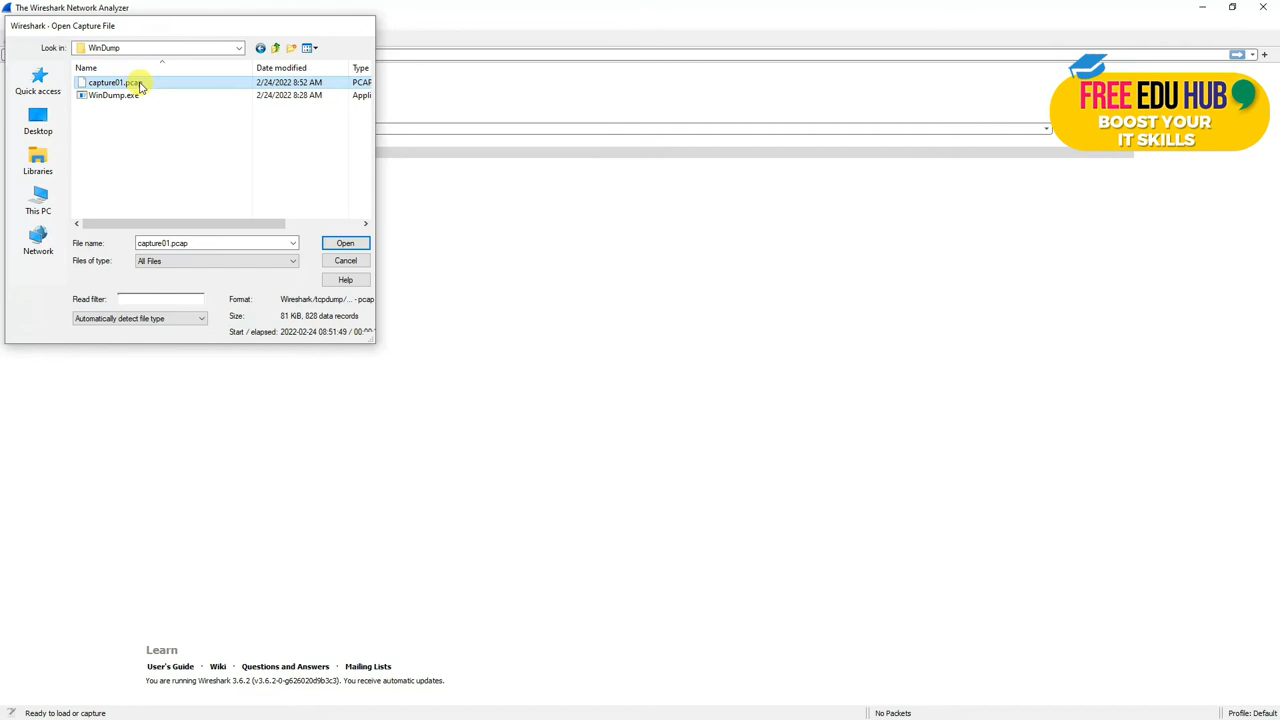 The Wireshark Network Analyzer
Wireshark · Open Capture File
Look in: WinDump
Name Date modified Type
capture01.pcap 2/24/2022 8:52 AM PCAP
WinDump.exe 2/24/2022 8:28 AM Appli
Quick access
Desktop
Libraries
This PC
Network
File name: capture01.pcap Open
Files of type: All Files Cancel
Help
Read filter: Format: Wireshark/tcpdump/... - pcap
Automatically detect file type Size: 81 KiB, 828 data records
Start / elapsed: 2022-02-24 08:51:49 / 00:00:
FREE EDU HUB
BOOST YOUR
IT SKILLS
Learn
User's Guide · Wiki · Questions and Answers · Mailing Lists
You are running Wireshark 3.6.2 (v3.6.2-0-g626020d9b3c3). You receive automatic updates.
Ready to load or capture No Packets Profile: Default